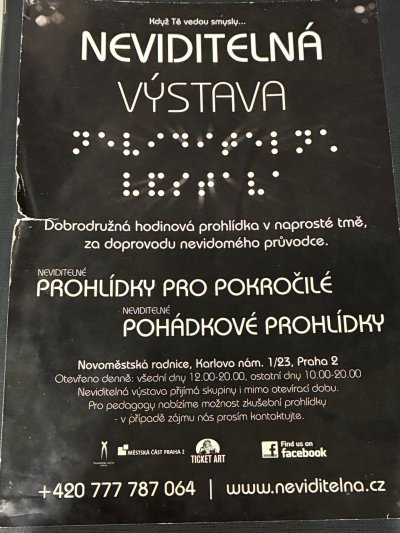 Když Tě vedou smysly...
NEVIDITELNÁ
VÝSTAVA
Dobrodružná hodinová prohlídka v naprosté tmě,
za doprovodu nevidomého průvodce.
NEVIDITELNÉ
PROHLÍDKY PRO POKROČILÉ
NEVIDITELNÉ
POHÁDKOVÉ PROHLÍDKY
Novoměstská radnice, Karlovo nám. 1/23, Praha 2
Otevřeno denně: všední dny 12.00-20.00, ostatní dny 10.00-20.00
Neviditelná výstava přijímá skupiny i mimo otevírací dobu.
Pro pedagogy nabízíme možnost zkušební prohlídky
- v případě zájmu nás prosím kontaktujte.
MĚSTSKÁ ČÁST PRAHA 2
TICKET ART
Find us on
facebook
+420 777 787 064 | www.neviditelna.cz